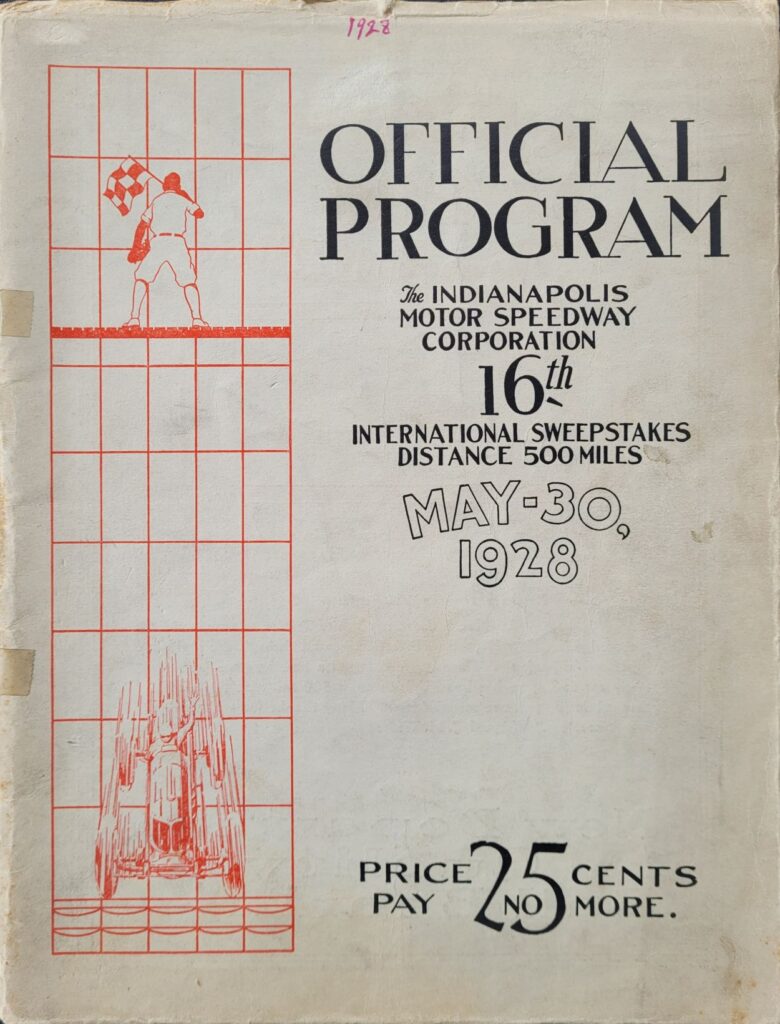 1928
OFFICIAL
PROGRAM
The INDIANAPOLIS
MOTOR SPEEDWAY
CORPORATION
16th
INTERNATIONAL SWEEPSTAKES
DISTANCE 500 MILES
MAY-30,
1928
PRICE 25 CENTS
PAY NO MORE.